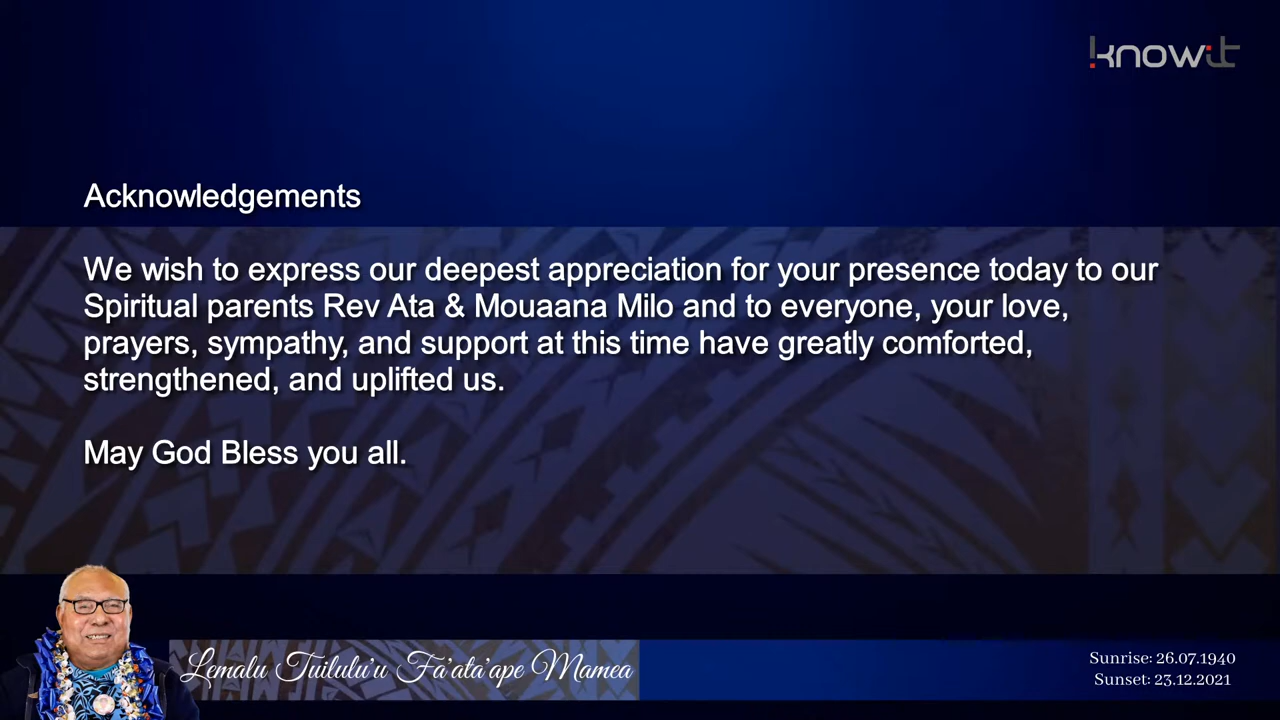 knowit
Acknowledgements
We wish to express our deepest appreciation for your presence today to our
Spiritual parents Rev Ata & Mouaana Milo and to everyone, your love,
prayers, sympathy, and support at this time have greatly comforted,
strengthened, and uplifted us.
May God Bless you all.
Lemalu Tuilulu'u Fa'ata'ape Mamea
Sunrise: 26.07.1940
Sunset: 23.12.2021